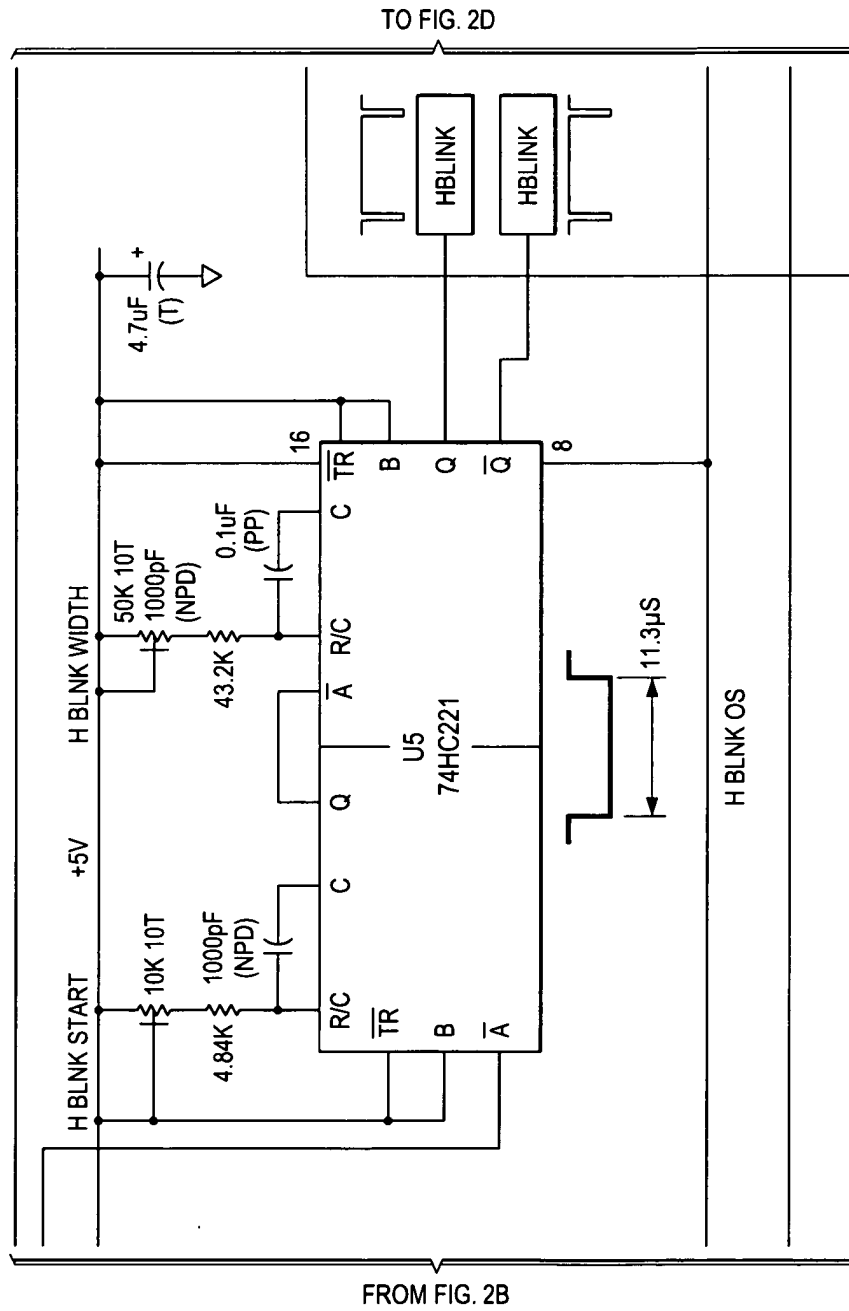 TO FIG. 2D
HBLINK
HBLINK
4.7uF
(T)
+
16
TR
B
Q
Q
8
C
R/C
A
0.1uF
(PP)
50K 10T
1000pF
(NPD)
43.2K
H BLNK WIDTH
U5
74HC221
11.3µS
H BLNK OS
+5V
Q
C
R/C
TR
B
A
1000pF
(NPD)
10K 10T
4.84K
H BLNK START
FROM FIG. 2B